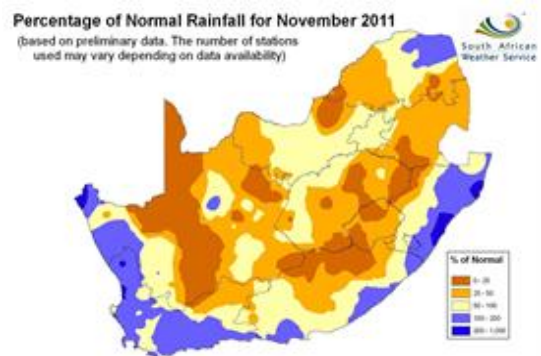 Percentage of Normal Rainfall for November 2011
(based on preliminary data. The number of stations
used may vary depending on data availability)
South African
Weather Service
% of Normal
0 - 25
25 - 50
50 - 100
100 - 200
200 - 1,000